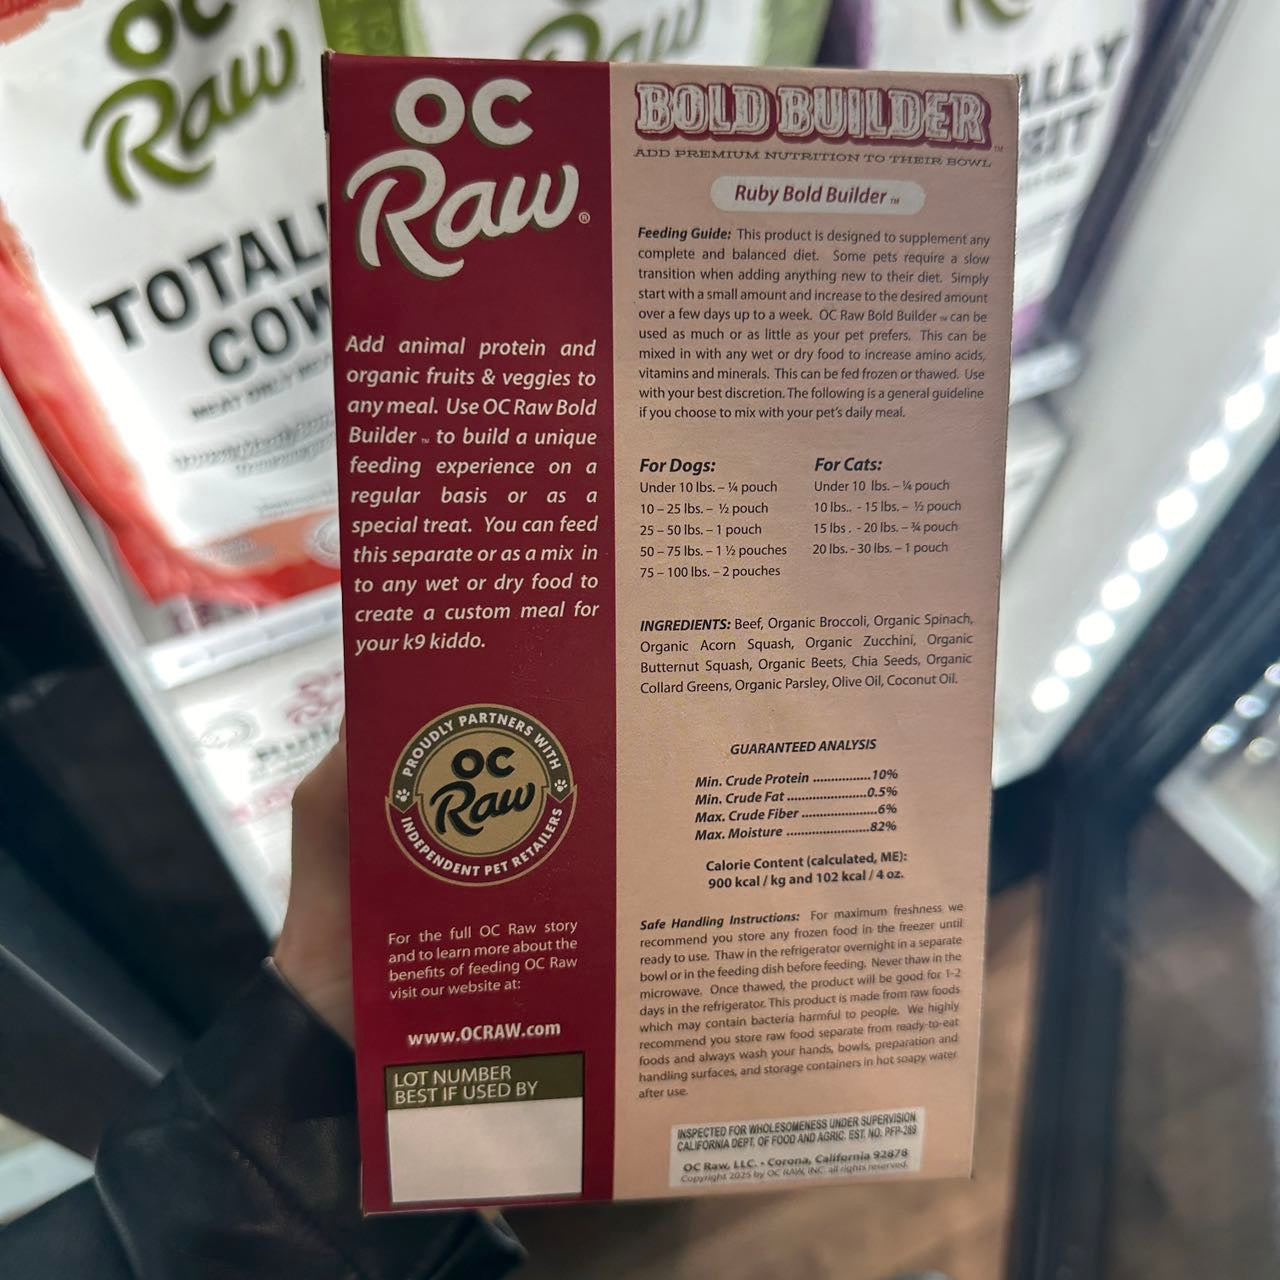 OC
Raw
TOTALLY
COW
Raw
OC
Raw®
Add animal protein and
organic fruits & veggies to
any meal. Use OC Raw Bold
Builder ™ to build a unique
feeding experience on a
regular basis or as a
special treat. You can feed
this separate or as a mix in
to any wet or dry food to
create a custom meal for
your k9 kiddo.
PROUDLY PARTNERS WITH
OC
Raw
INDEPENDENT PET RETAILERS
For the full OC Raw story
and to learn more about the
benefits of feeding OC Raw
visit our website at:
www.OCRAW.com
LOT NUMBER
BEST IF USED BY
BOLD BUILDER™
ADD PREMIUM NUTRITION TO THEIR BOWL
Ruby Bold Builder ™
Feeding Guide: This product is designed to supplement any
complete and balanced diet. Some pets require a slow
transition when adding anything new to their diet. Simply
start with a small amount and increase to the desired amount
over a few days up to a week. OC Raw Bold Builder ™ can be
used as much or as little as your pet prefers. This can be
mixed in with any wet or dry food to increase amino acids,
vitamins and minerals. This can be fed frozen or thawed. Use
with your best discretion. The following is a general guideline
if you choose to mix with your pet's daily meal.
For Dogs:
Under 10 lbs. – ¼ pouch
10 – 25 lbs. – ½ pouch
25 – 50 lbs. – 1 pouch
50 – 75 lbs. – 1 ½ pouches
75 – 100 lbs. – 2 pouches
For Cats:
Under 10 lbs. – ¼ pouch
10 lbs.. - 15 lbs. – ½ pouch
15 lbs . - 20 lbs. – ¾ pouch
20 lbs. - 30 lbs. – 1 pouch
INGREDIENTS: Beef, Organic Broccoli, Organic Spinach,
Organic Acorn Squash, Organic Zucchini, Organic
Butternut Squash, Organic Beets, Chia Seeds, Organic
Collard Greens, Organic Parsley, Olive Oil, Coconut Oil.
GUARANTEED ANALYSIS
Min. Crude Protein ................10%
Min. Crude Fat ......................0.5%
Max. Crude Fiber .....................6%
Max. Moisture .......................82%
Calorie Content (calculated, ME):
900 kcal / kg and 102 kcal / 4 oz.
Safe Handling Instructions: For maximum freshness we
recommend you store any frozen food in the freezer until
ready to use. Thaw in the refrigerator overnight in a separate
bowl or in the feeding dish before feeding. Never thaw in the
microwave. Once thawed, the product will be good for 1-2
days in the refrigerator. This product is made from raw foods
which may contain bacteria harmful to people. We highly
recommend you store raw food separate from ready-to-eat
foods and always wash your hands, bowls, preparation and
handling surfaces, and storage containers in hot soapy water
after use.
INSPECTED FOR WHOLESOMENESS UNDER SUPERVISION
CALIFORNIA DEPT. OF FOOD AND AGRIC. EST. NO. PFP-289
OC Raw, LLC. • Corona, California 92878
Copyright 2025 by OC RAW, INC. all rights reserved.